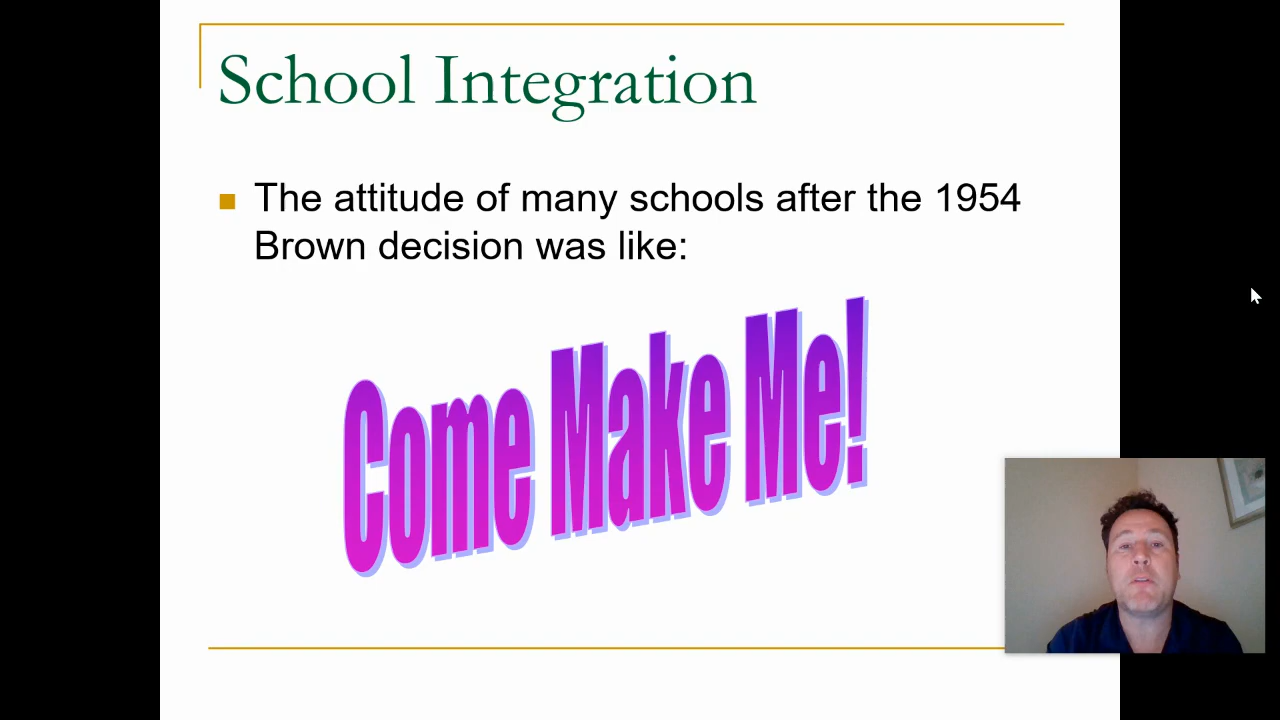 School Integration
The attitude of many schools after the 1954
Brown decision was like:
Come Make Me!